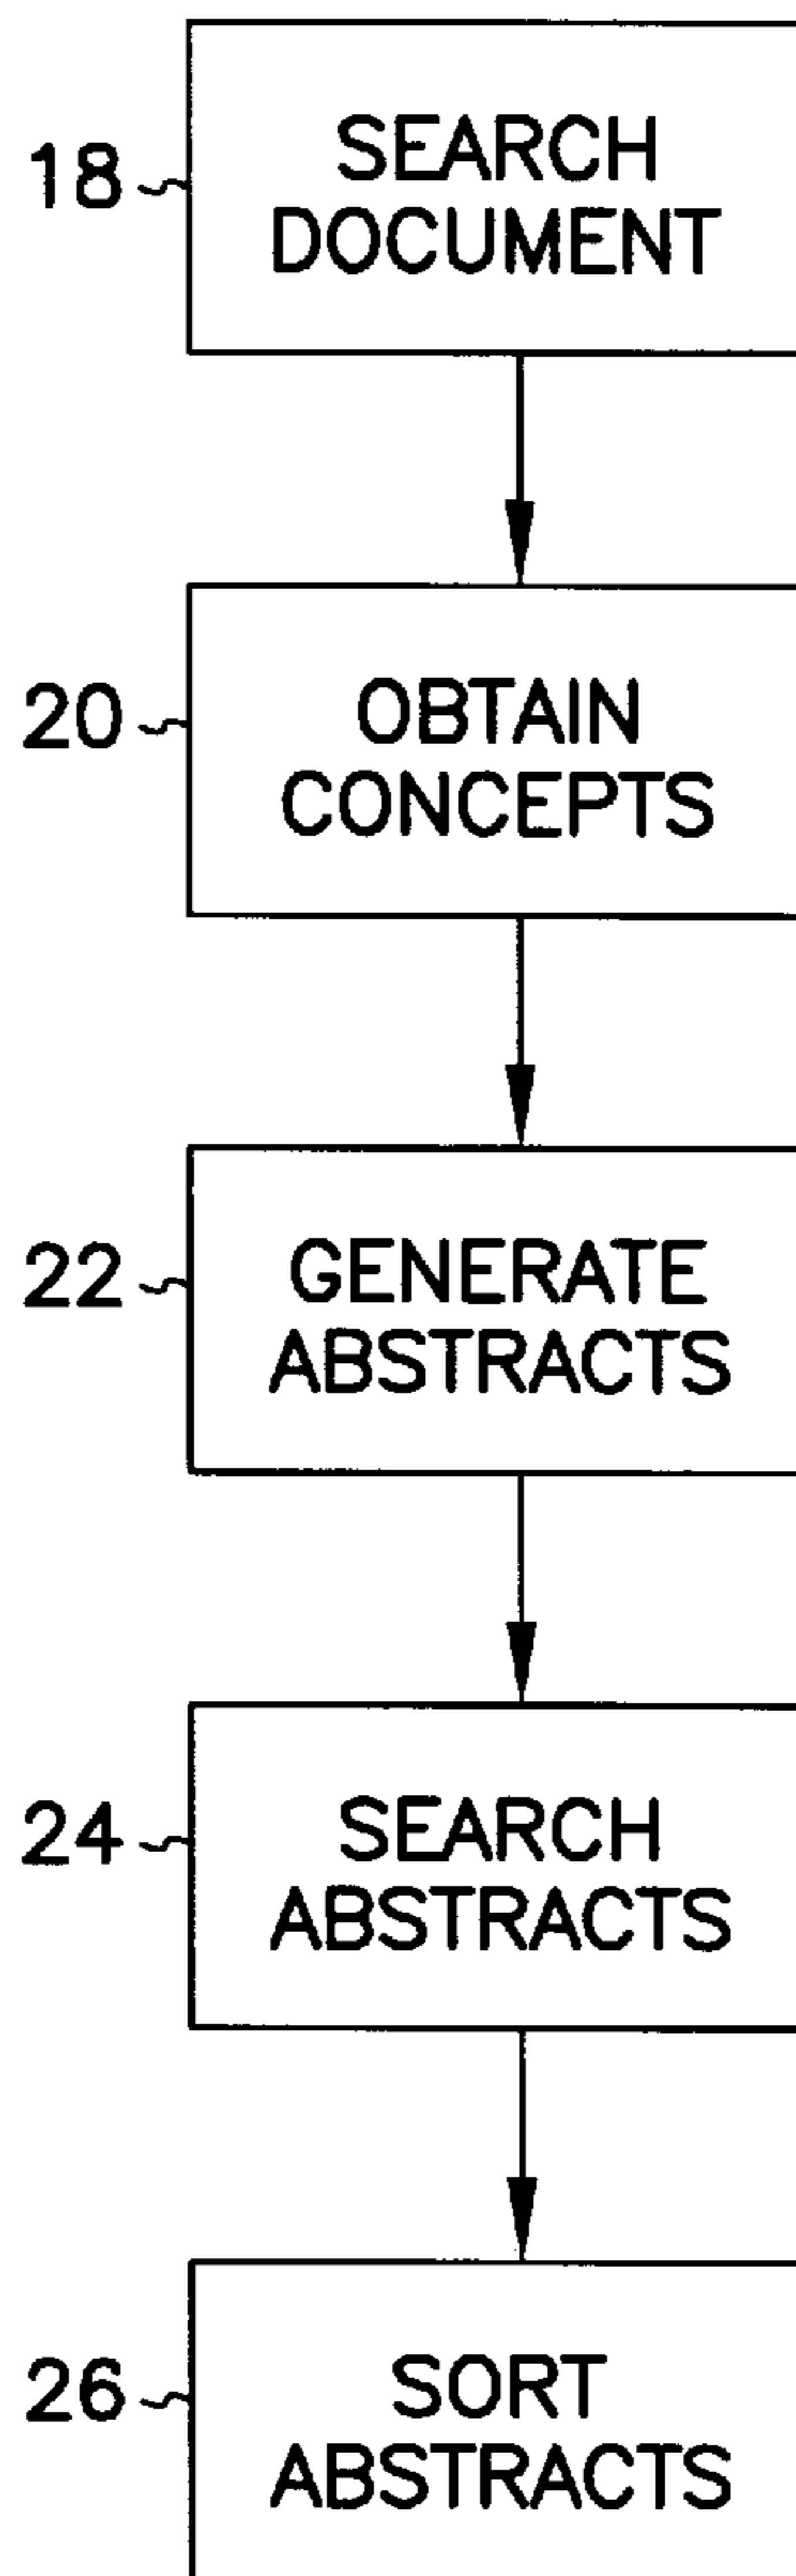 18
SEARCH
DOCUMENT
20
OBTAIN
CONCEPTS
22
GENERATE
ABSTRACTS
24
SEARCH
ABSTRACTS
26
SORT
ABSTRACTS